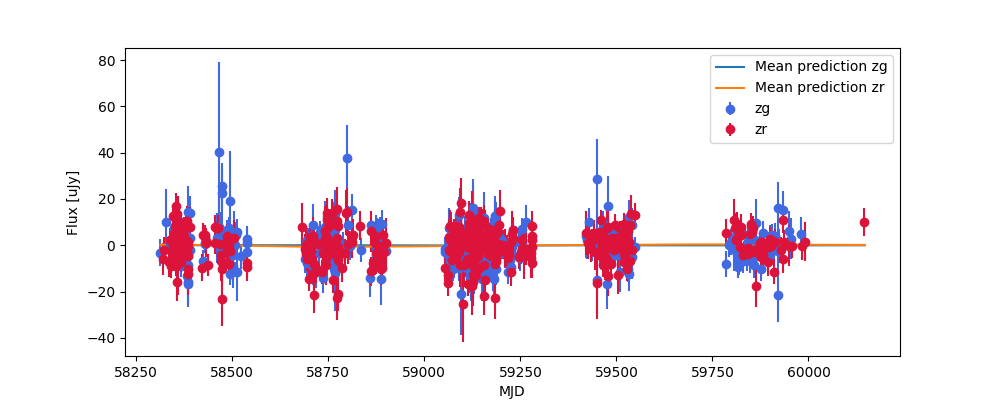 80
60
40
20
0
−20
−40
Flux [uJy]
58250
58500
58750
59000
59250
59500
59750
60000
MJD
Mean prediction zg
Mean prediction zr
zg
zr